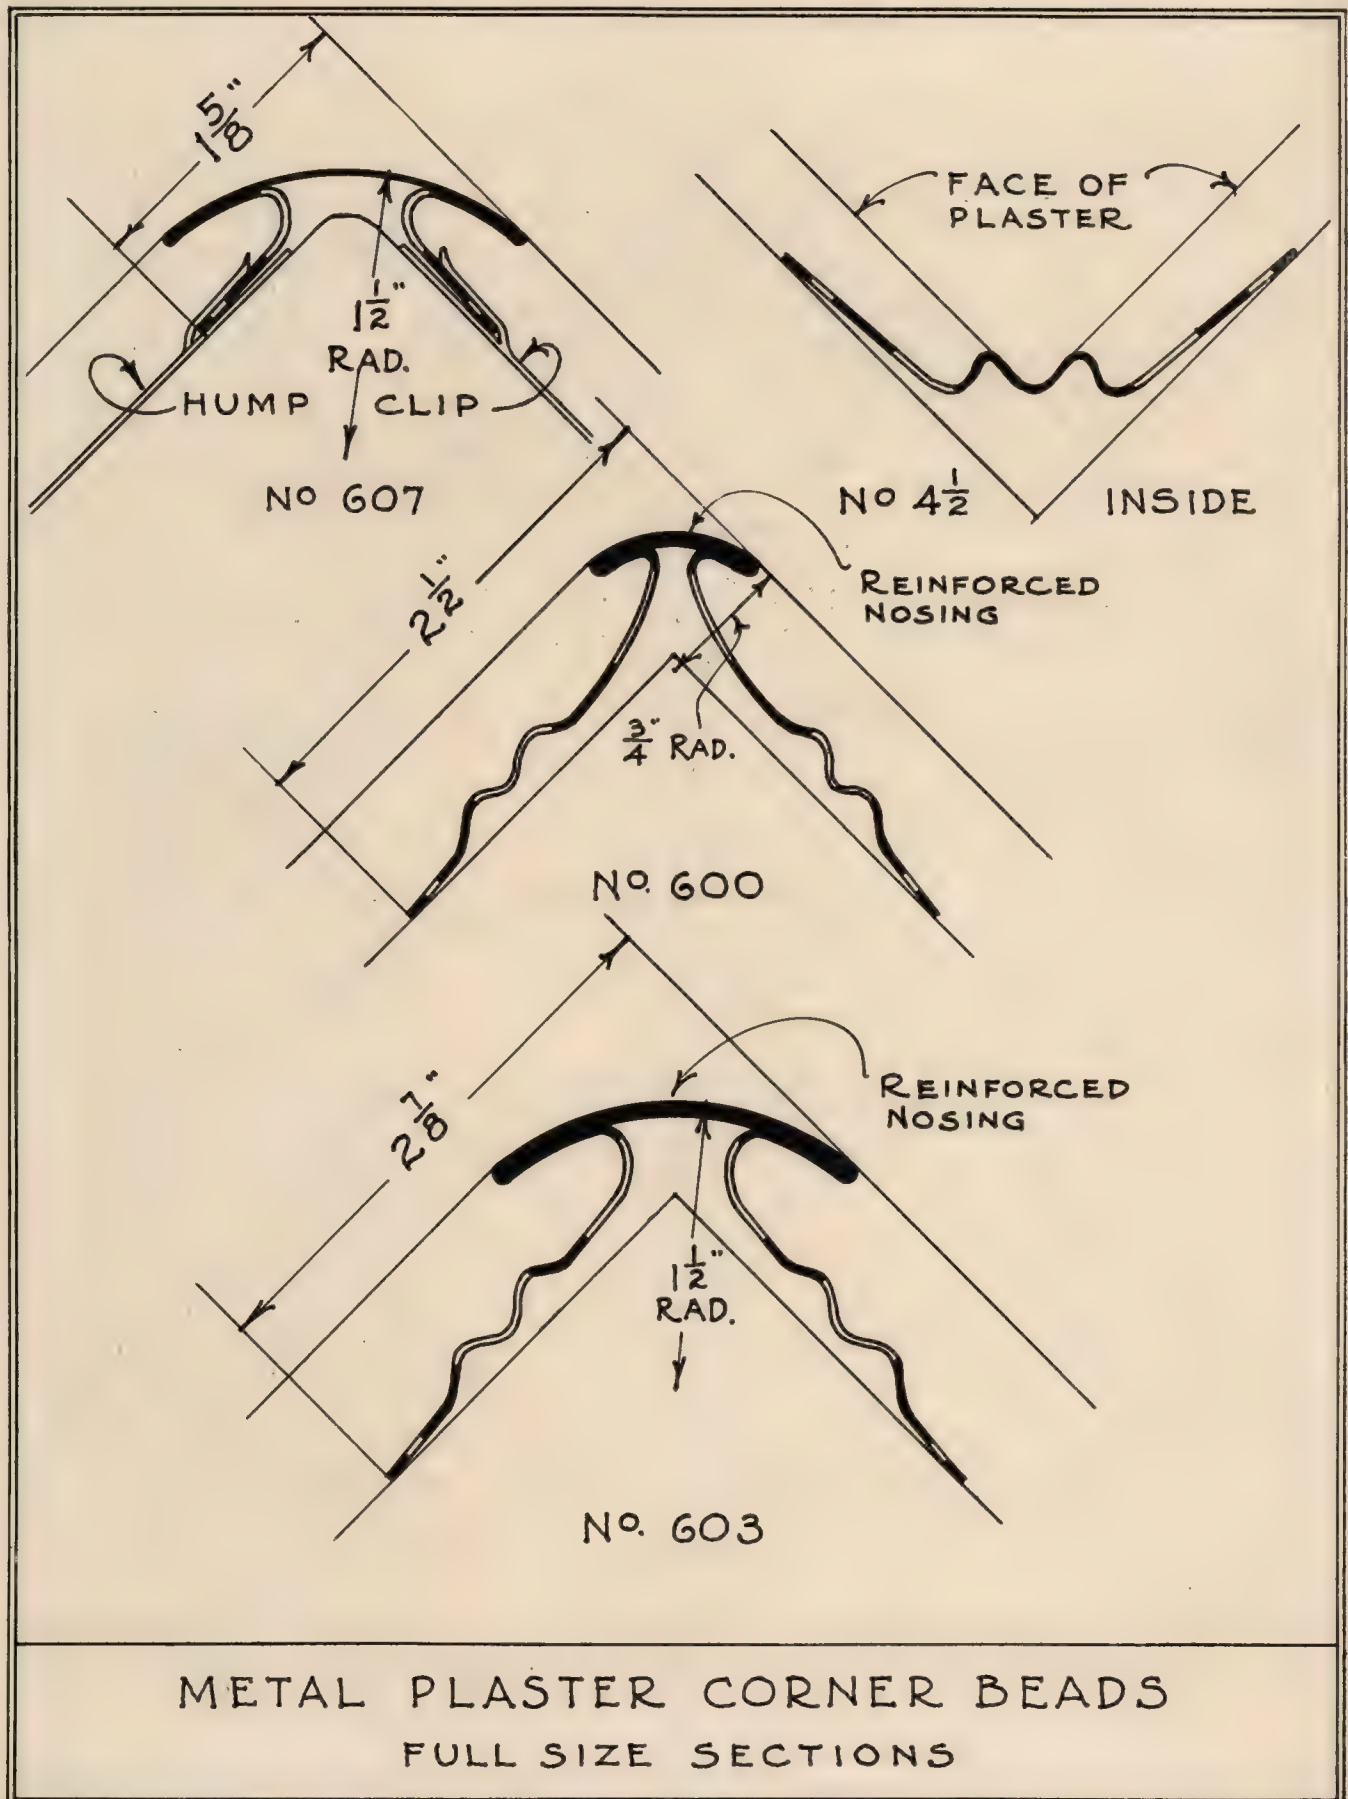 1 5/8"
FACE OF
PLASTER
1 1/2"
RAD.
HUMP CLIP
No 607
No 4 1/2 INSIDE
2 1/2"
REINFORCED
NOSING
3/4" RAD.
No. 600
2 7/8"
REINFORCED
NOSING
1 1/2"
RAD.
No. 603
METAL PLASTER CORNER BEADS
FULL SIZE SECTIONS